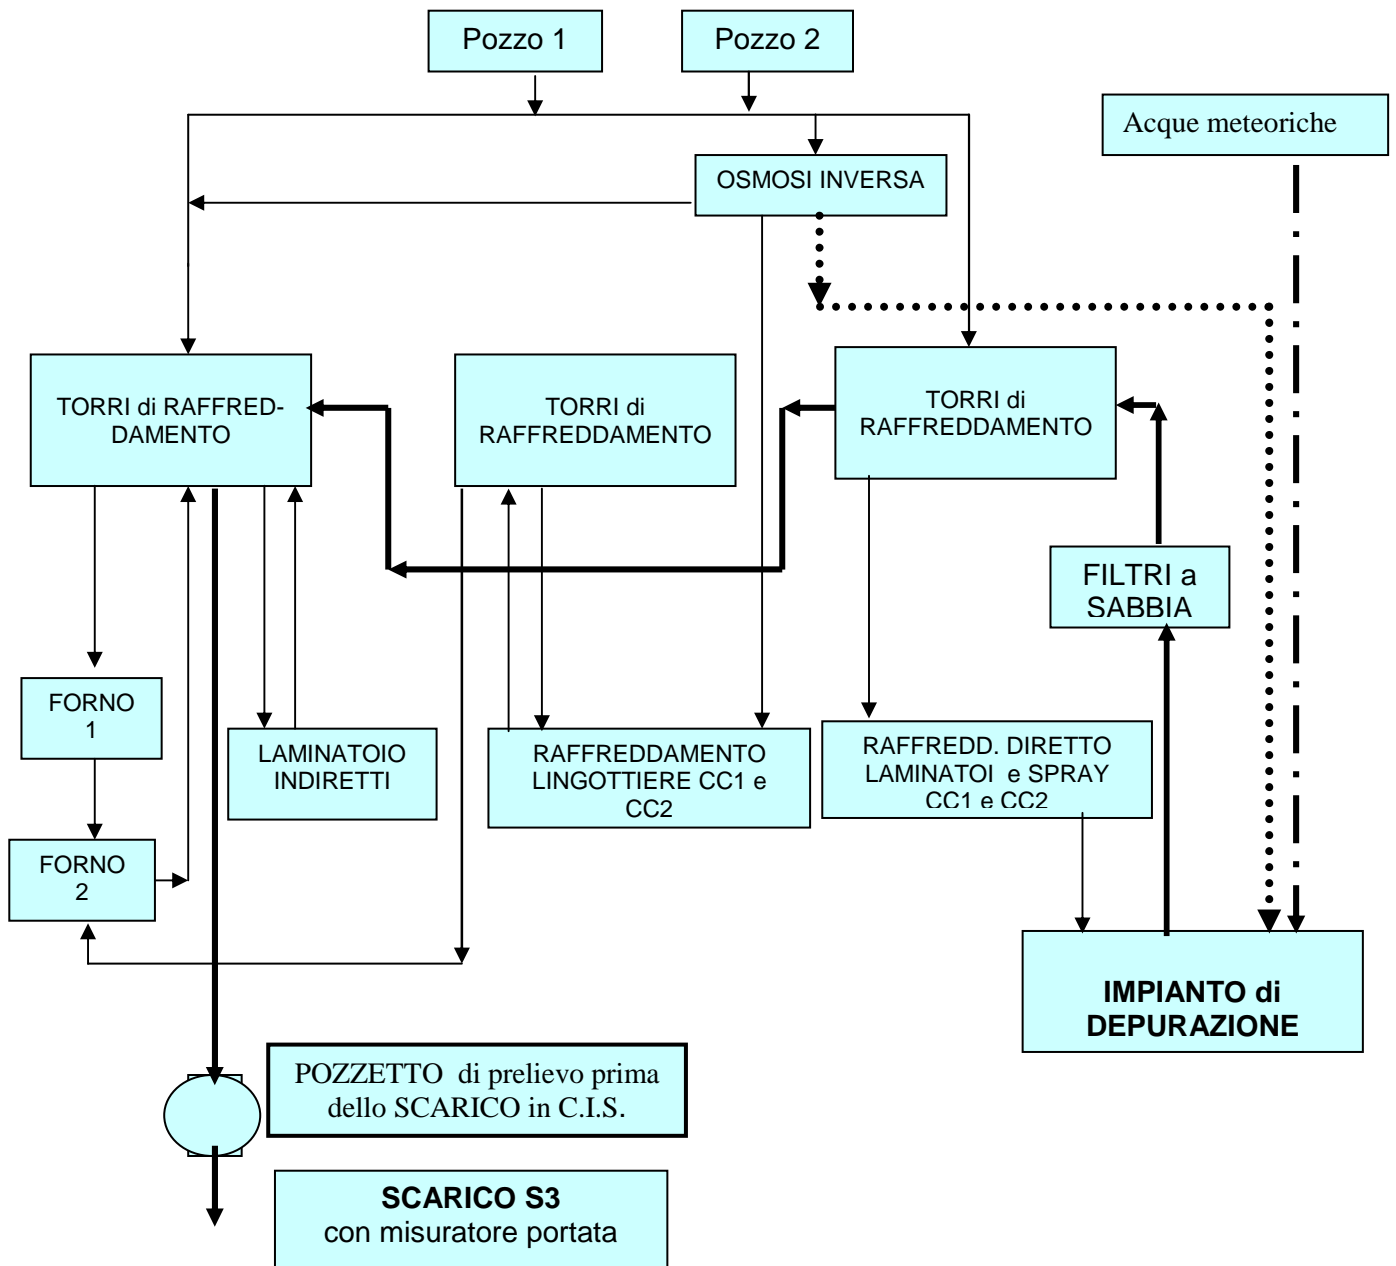 Pozzo 1
Pozzo 2
Acque meteoriche
OSMOSI INVERSA
TORRI di RAFFRED-
DAMENTO
TORRI di
RAFFREDDAMENTO
TORRI di
RAFFREDDAMENTO
FILTRI a
SABBIA
FORNO
1
LAMINATOIO
INDIRETTI
RAFFREDDAMENTO
LINGOTTIERE CC1 e
CC2
RAFFREDD. DIRETTO
LAMINATOI e SPRAY
CC1 e CC2
FORNO
2
IMPIANTO di
DEPURAZIONE
POZZETTO di prelievo prima
dello SCARICO in C.I.S.
SCARICO S3
con misuratore portata